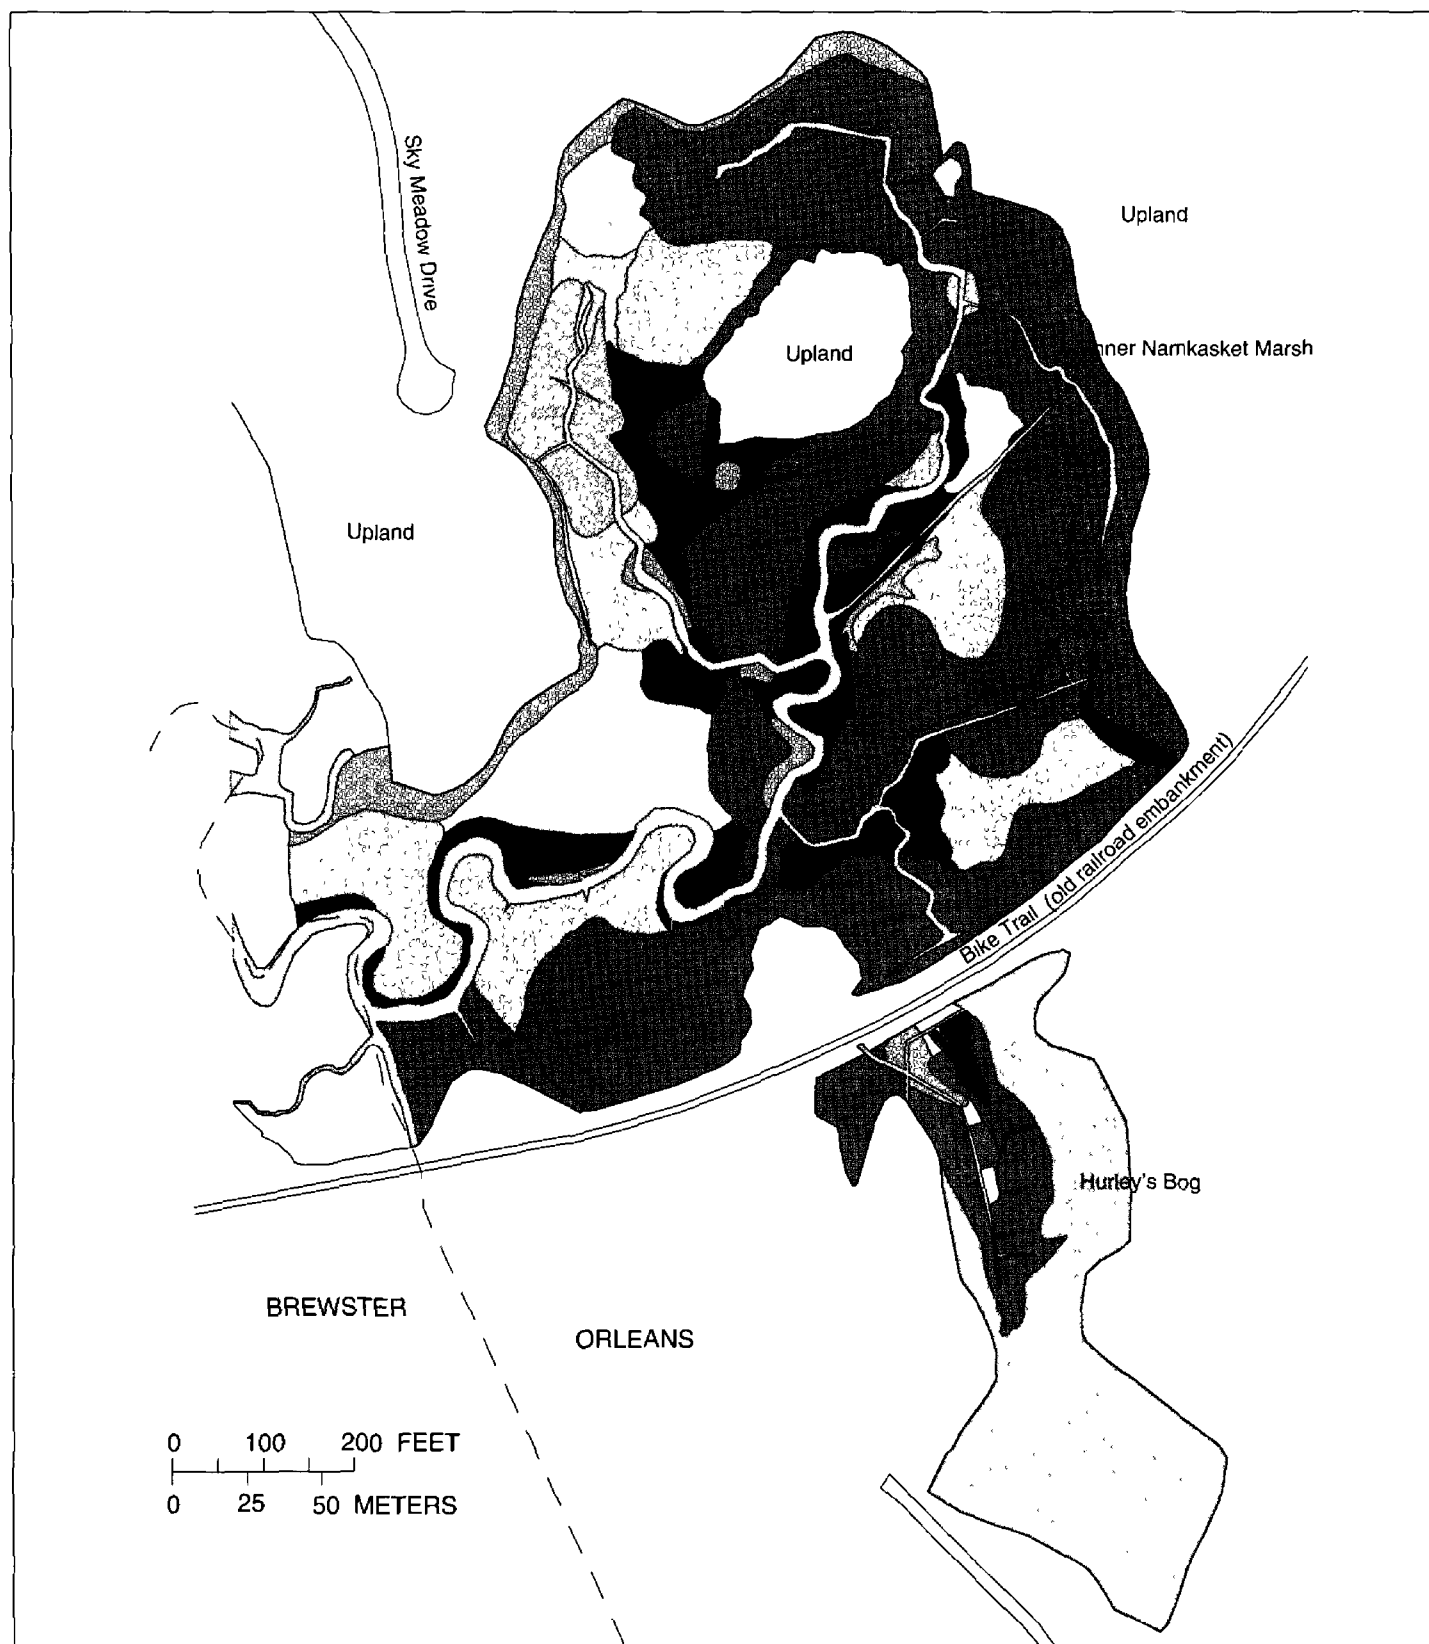 Sky Meadow Drive
Upland
nner Namkasket Marsh
Upland
Upland
Bike Trail (old railroad embankment)
Hurley's Bog
BREWSTER
ORLEANS
0 100 200 FEET
0 25 50 METERS